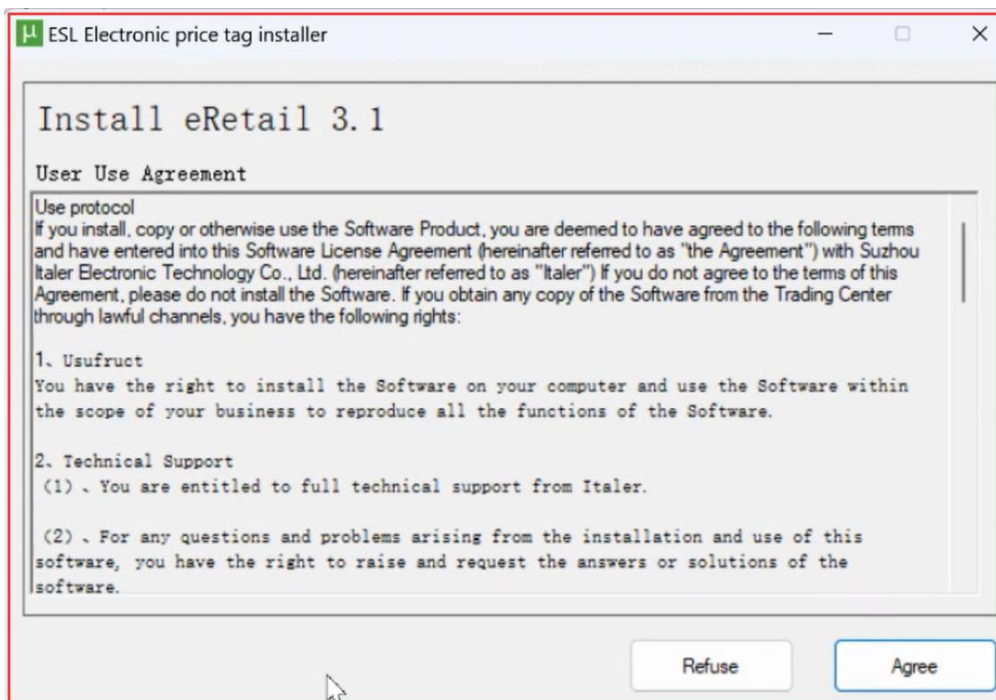 µ ESL Electronic price tag installer
Install eRetail 3.1
User Use Agreement
Use protocol
If you install, copy or otherwise use the Software Product, you are deemed to have agreed to the following terms
and have entered into this Software License Agreement (hereinafter referred to as "the Agreement") with Suzhou
Italer Electronic Technology Co., Ltd. (hereinafter referred to as "Italer") If you do not agree to the terms of this
Agreement, please do not install the Software. If you obtain any copy of the Software from the Trading Center
through lawful channels, you have the following rights:
1、Usufruct
You have the right to install the Software on your computer and use the Software within
the scope of your business to reproduce all the functions of the Software.
2、Technical Support
(1) 、You are entitled to full technical support from Italer.
(2) 、For any questions and problems arising from the installation and use of this
software, you have the right to raise and request the answers or solutions of the
software.
Refuse Agree